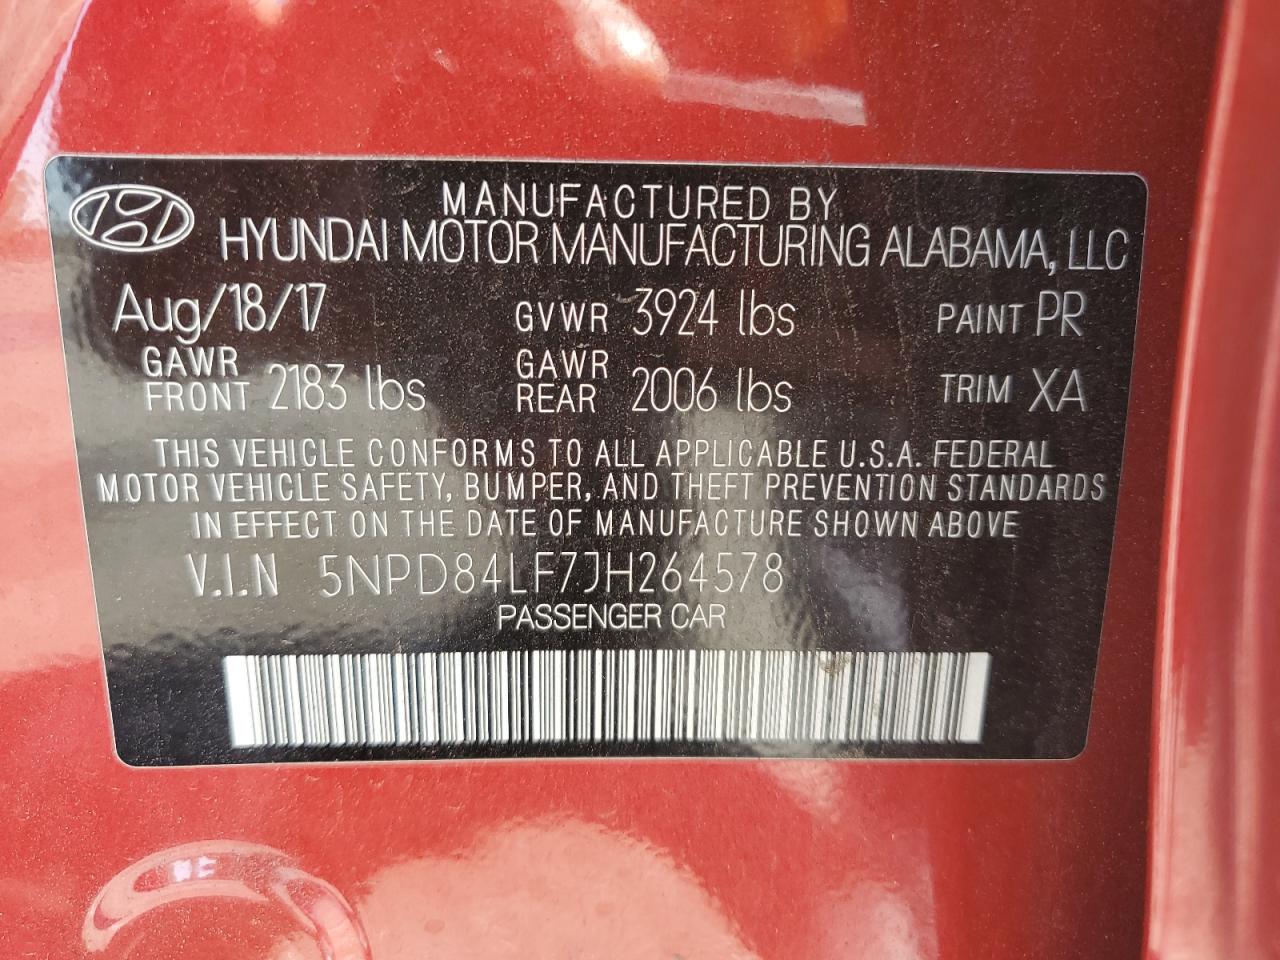 MANUFACTURED BY
HYUNDAI MOTOR MANUFACTURING ALABAMA, LLC
Aug/18/17 GVWR 3924 lbs PAINT PR
GAWR FRONT 2183 lbs GAWR REAR 2006 lbs TRIM XA
THIS VEHICLE CONFORMS TO ALL APPLICABLE U.S.A. FEDERAL
MOTOR VEHICLE SAFETY, BUMPER, AND THEFT PREVENTION STANDARDS
IN EFFECT ON THE DATE OF MANUFACTURE SHOWN ABOVE
V.I.N 5NPD84LF7JH264578
PASSENGER CAR